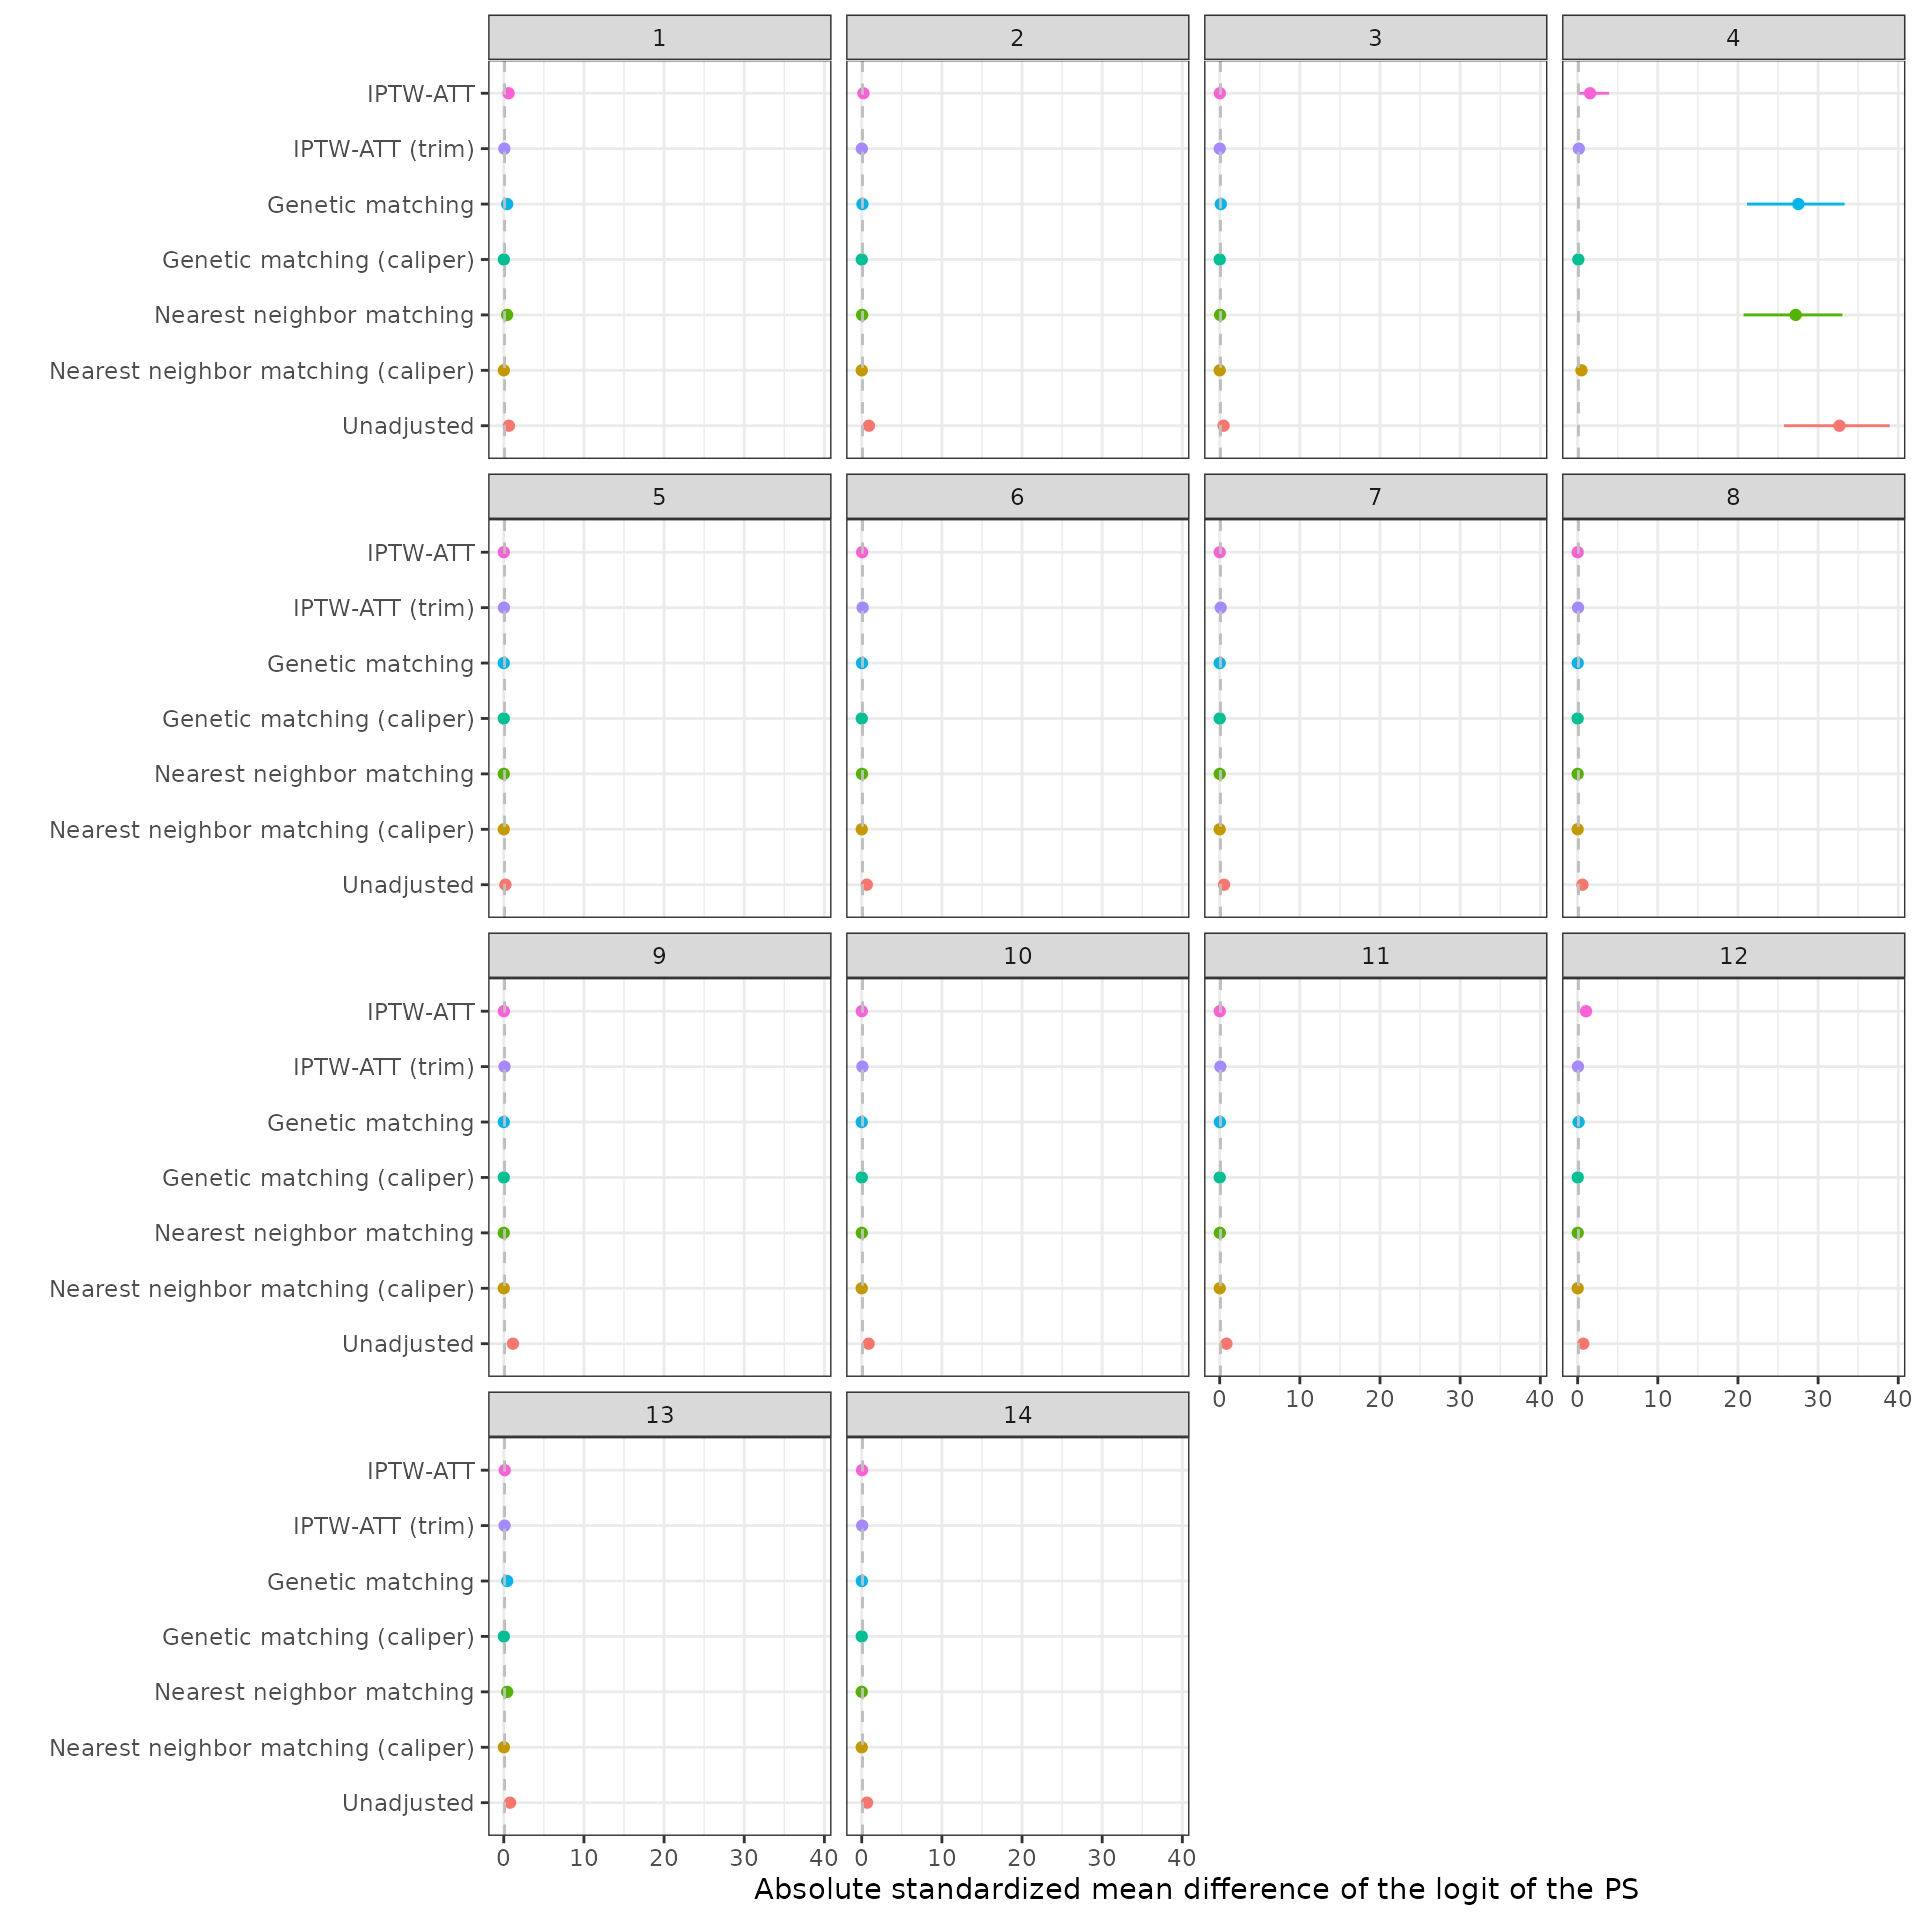 1 2 3 4
IPTW-ATT
IPTW-ATT (trim)
Genetic matching
Genetic matching (caliper)
Nearest neighbor matching
Nearest neighbor matching (caliper)
Unadjusted
5 6 7 8
IPTW-ATT
IPTW-ATT (trim)
Genetic matching
Genetic matching (caliper)
Nearest neighbor matching
Nearest neighbor matching (caliper)
Unadjusted
9 10 11 12
IPTW-ATT
IPTW-ATT (trim)
Genetic matching
Genetic matching (caliper)
Nearest neighbor matching
Nearest neighbor matching (caliper)
Unadjusted
0 10 20 30 40 0 10 20 30 40
13 14
IPTW-ATT
IPTW-ATT (trim)
Genetic matching
Genetic matching (caliper)
Nearest neighbor matching
Nearest neighbor matching (caliper)
Unadjusted
0 10 20 30 40 0 10 20 30 40
Absolute standardized mean difference of the logit of the PS